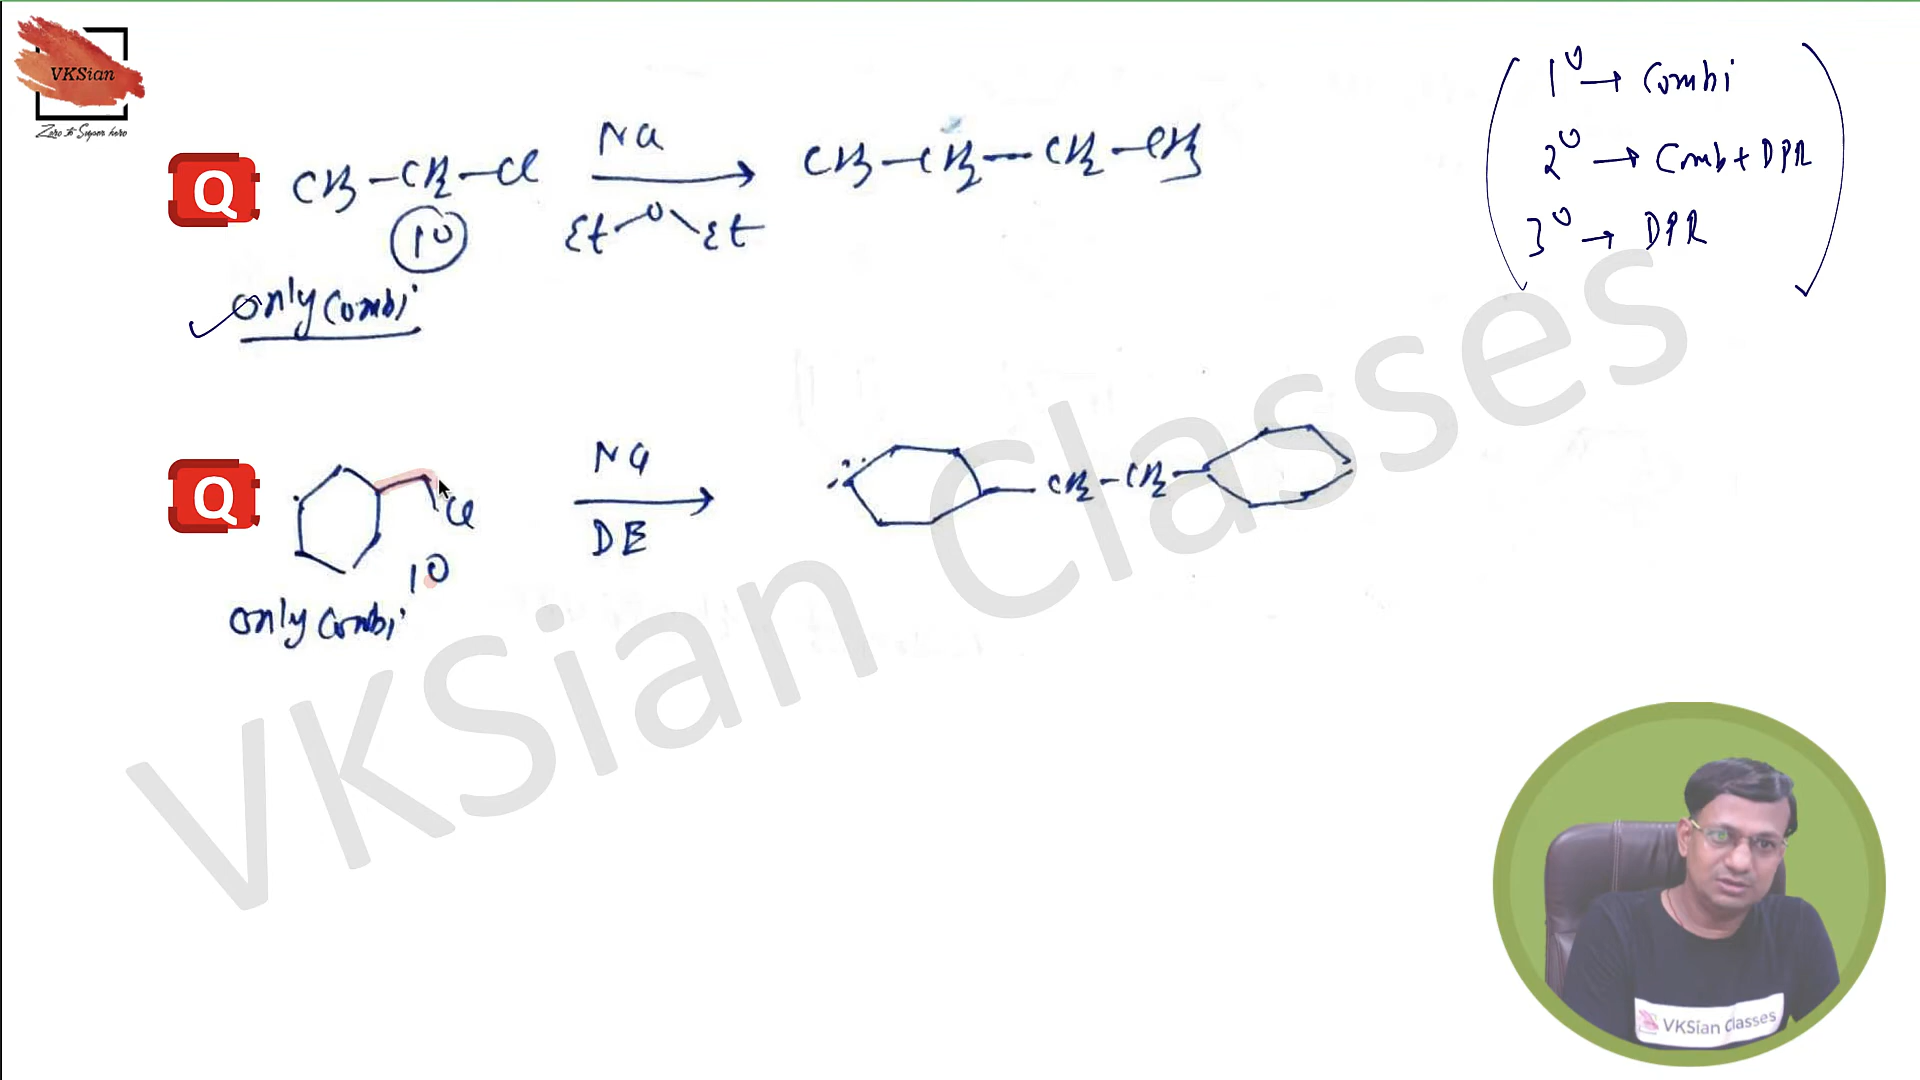 VKSian
Zero to Super hero
Q CH3-CH2-Cl Na CH3-CH2-CH2-CH3
1° Et O Et
only combi
1° → Combi
2° → Comb + DPR
3° → DPR
Q Cl Na CH2-CH2
DE
1°
only combi
VKSian Classes
VKSian Classes